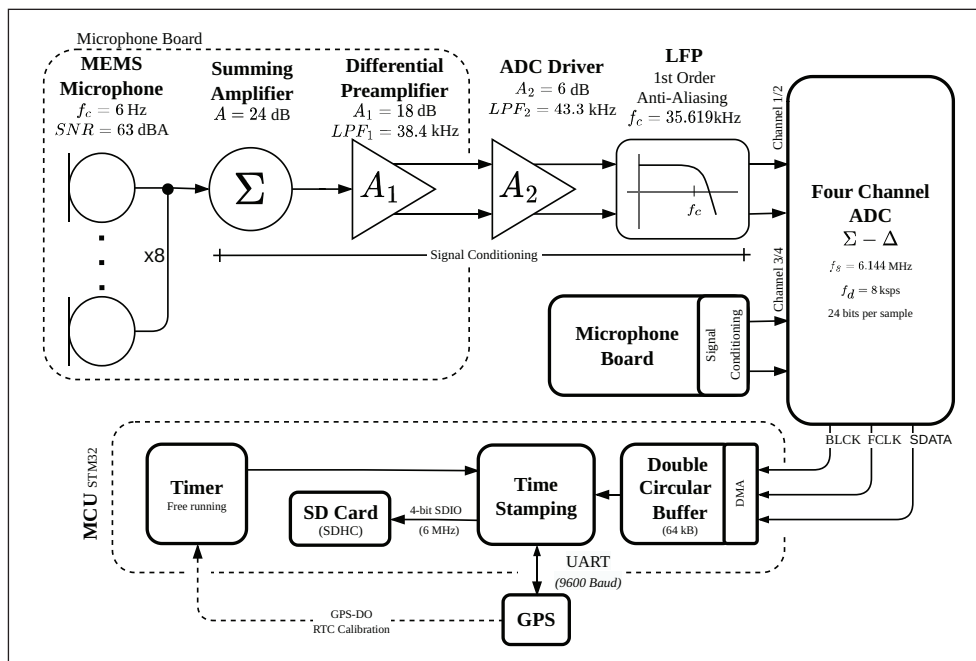 Microphone Board
MEMS
Microphone
f_c = 6 Hz
SNR = 63 dBA
Summing
Amplifier
A = 24 dB
Differential
Preamplifier
A_1 = 18 dB
LPF_1 = 38.4 kHz
ADC Driver
A_2 = 6 dB
LPF_2 = 43.3 kHz
LFP
1st Order
Anti-Aliasing
f_c = 35.619 kHz
Channel 1/2
Σ
A_1
A_2
f_c
x8
Signal Conditioning
Channel 3/4
Four Channel
ADC
Σ − Δ
f_s = 6.144 MHz
f_d = 8 ksps
24 bits per sample
Microphone
Board
Signal
Conditioning
BLCK
FCLK
SDATA
MCU STM32
Timer
Free running
SD Card
(SDHC)
4-bit SDIO
(6 MHz)
Time
Stamping
Double
Circular
Buffer
(64 kB)
DMA
UART
(9600 Baud)
GPS
GPS-DO
RTC Calibration